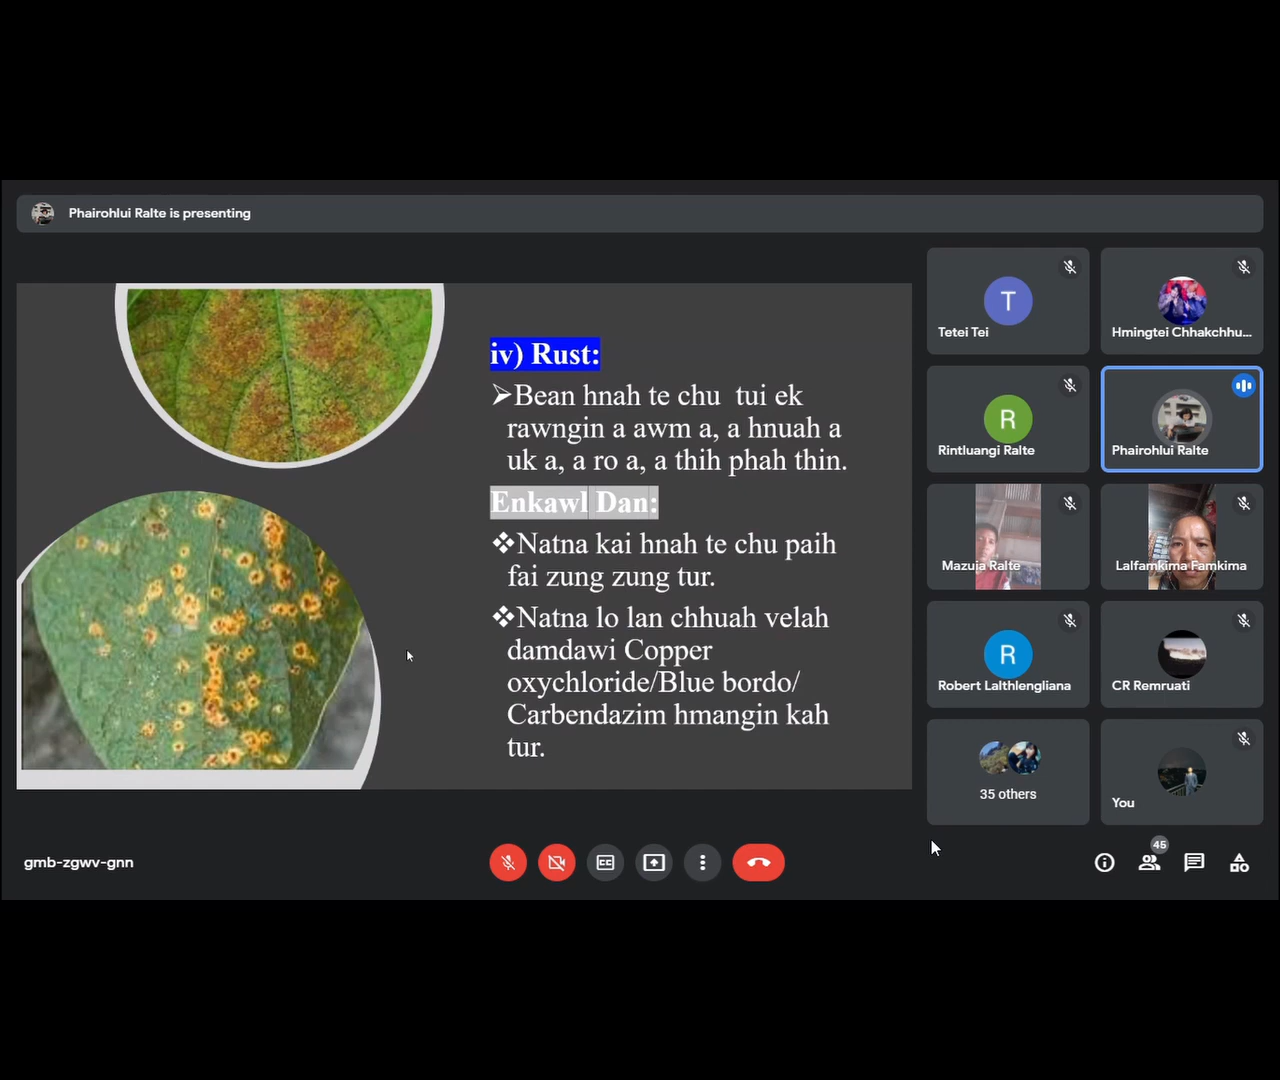 Phairohlui Ralte is presenting
iv) Rust:
➢Bean hnah te chu tui ek
rawngin a awm a, a hnuah a
uk a, a ro a, a thih phah thin.
Enkawl Dan:
❖Natna kai hnah te chu paih
fai zung zung tur.
❖Natna lo lan chhuah velah
damdawi Copper
oxychloride/Blue bordo/
Carbendazim hmangin kah
tur.
T
Tetei Tei
Hmingtei Chhakchhu...
R
Rintluangi Ralte
Phairohlui Ralte
Mazuia Ralte
Lalfamkima Famkima
R
Robert Lalthlengliana
CR Remruati
35 others
You
gmb-zgwv-gnn
CC
45